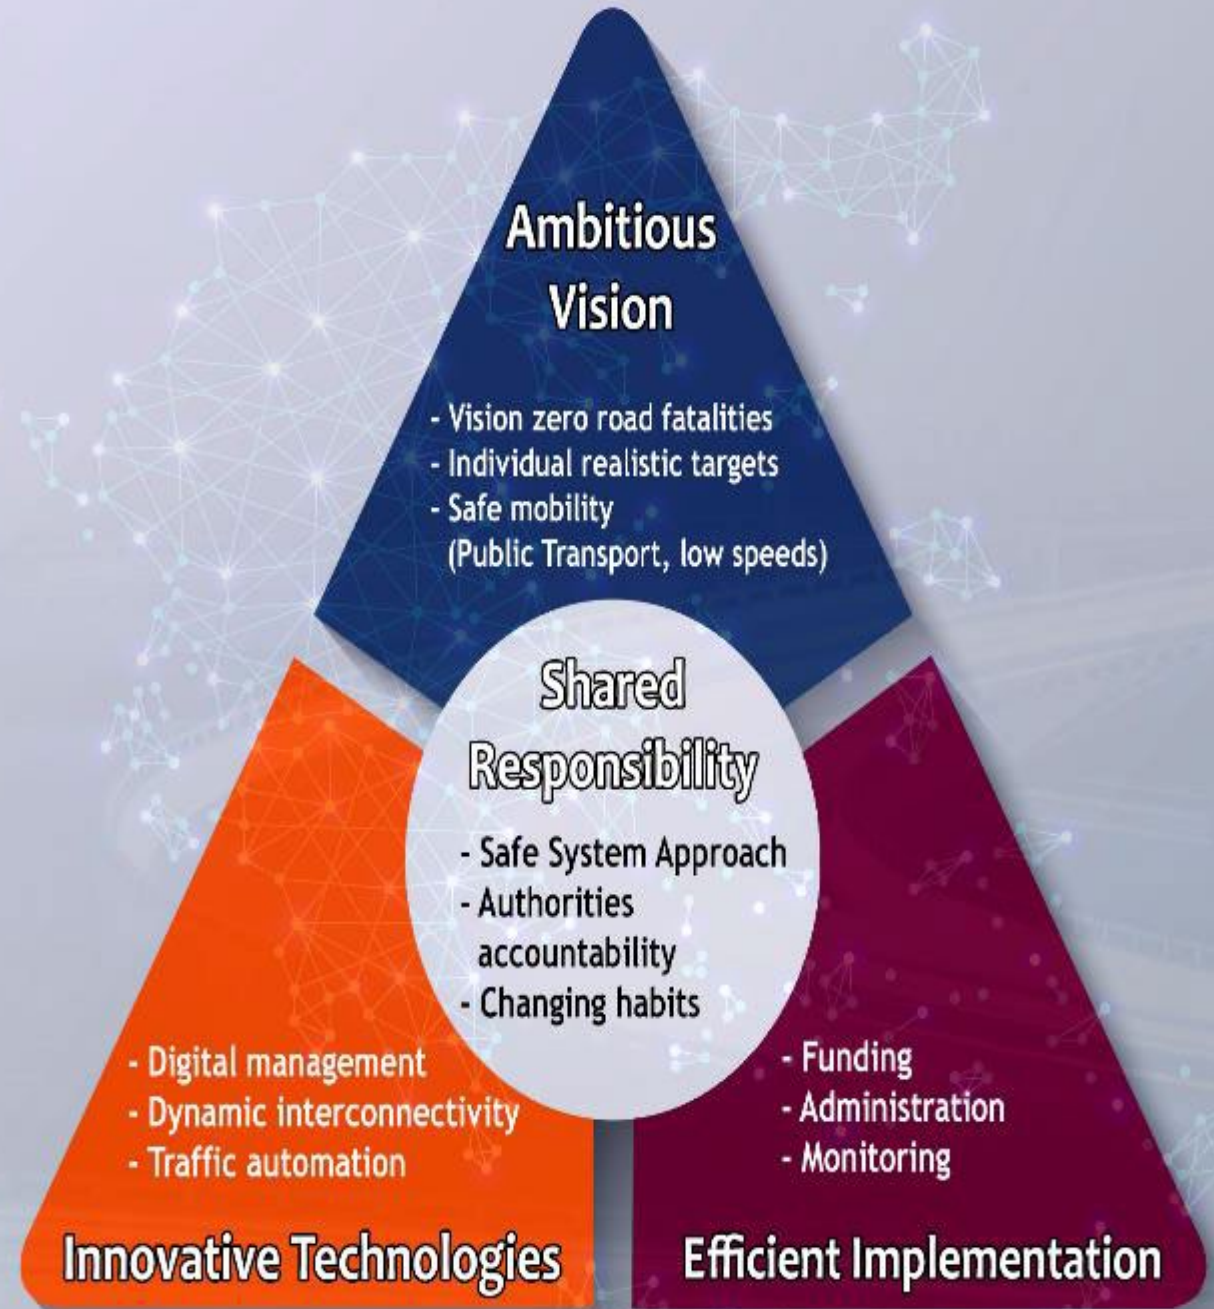 Ambitious
Vision
- Vision zero road fatalities
- Individual realistic targets
- Safe mobility
(Public Transport, low speeds)
Shared
Responsibility
- Safe System Approach
- Authorities
accountability
- Changing habits
- Digital management
- Dynamic interconnectivity
- Traffic automation
Innovative Technologies
- Funding
- Administration
- Monitoring
Efficient Implementation